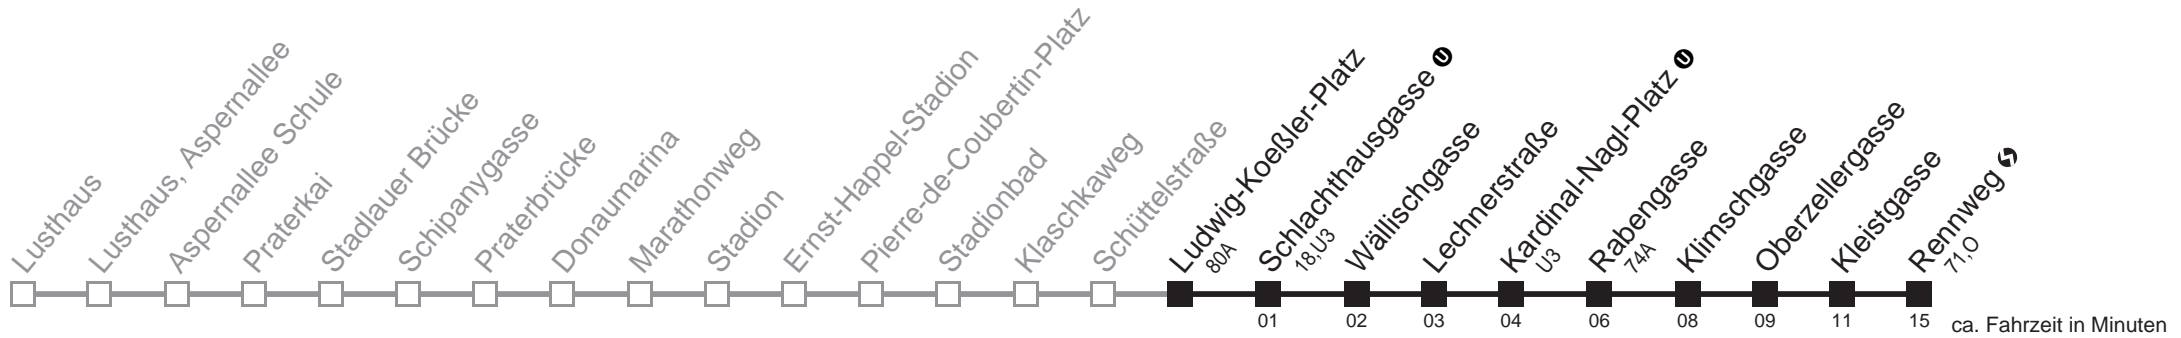 Lusthaus
Lusthaus, Aspernallee
Aspernallee Schule
Praterkai
Stadlauer Brücke
Schipanygasse
Praterbrücke
Donaumarina
Marathonweg
Stadion
Ernst-Happel-Stadion
Pierre-de-Coubertin-Platz
Stadionbad
Klaschkaweg
Schüttelstraße
Ludwig-Koeßler-Platz
80A
Schlachthausgasse U
18,U3
Wällischgasse
Lechnerstraße
Kardinal-Nagl-Platz U
U3
Rabengasse
74A
Klimschgasse
Oberzellergasse
Kleistgasse
Rennweg
71,O
01 02 03 04 06 08 09 11 15 ca. Fahrzeit in Minuten